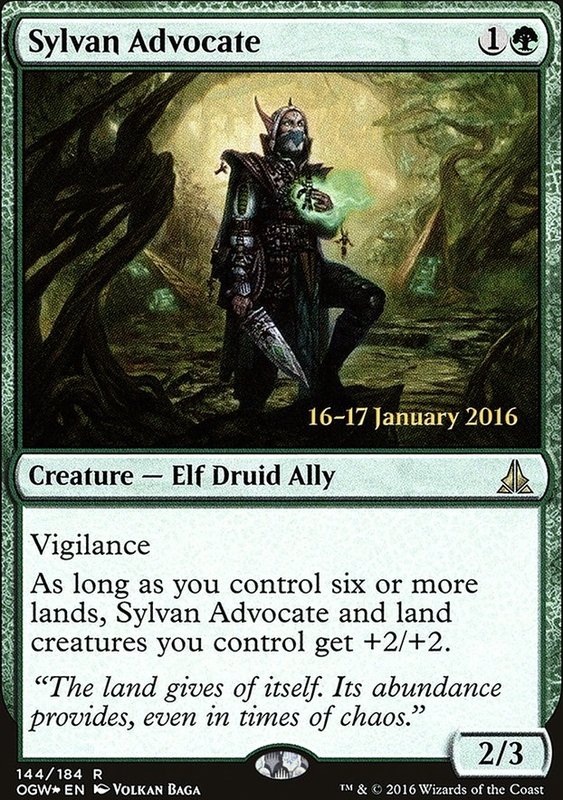 Sylvan Advocate 1
16–17 January 2016
Creature — Elf Druid Ally
Vigilance
As long as you control six or more
lands, Sylvan Advocate and land
creatures you control get +2/+2.
“The land gives of itself. Its abundance
provides, even in times of chaos.”
2/3
144/184 R
OGW★EN Volkan Baga
™ & © 2016 Wizards of the Coast